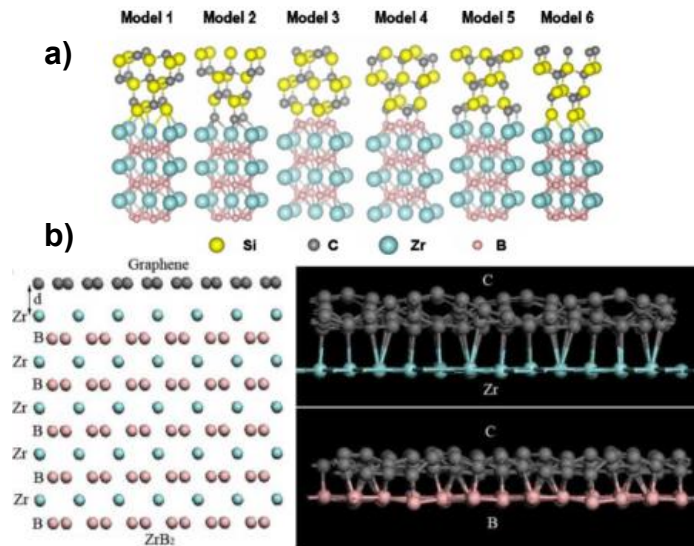 Model 1 Model 2 Model 3 Model 4 Model 5 Model 6
a)
Si C Zr B
b)
Graphene
d
Zr
B
Zr
B
Zr
B
Zr
B
Zr
B
ZrB₂
C
Zr
C
B